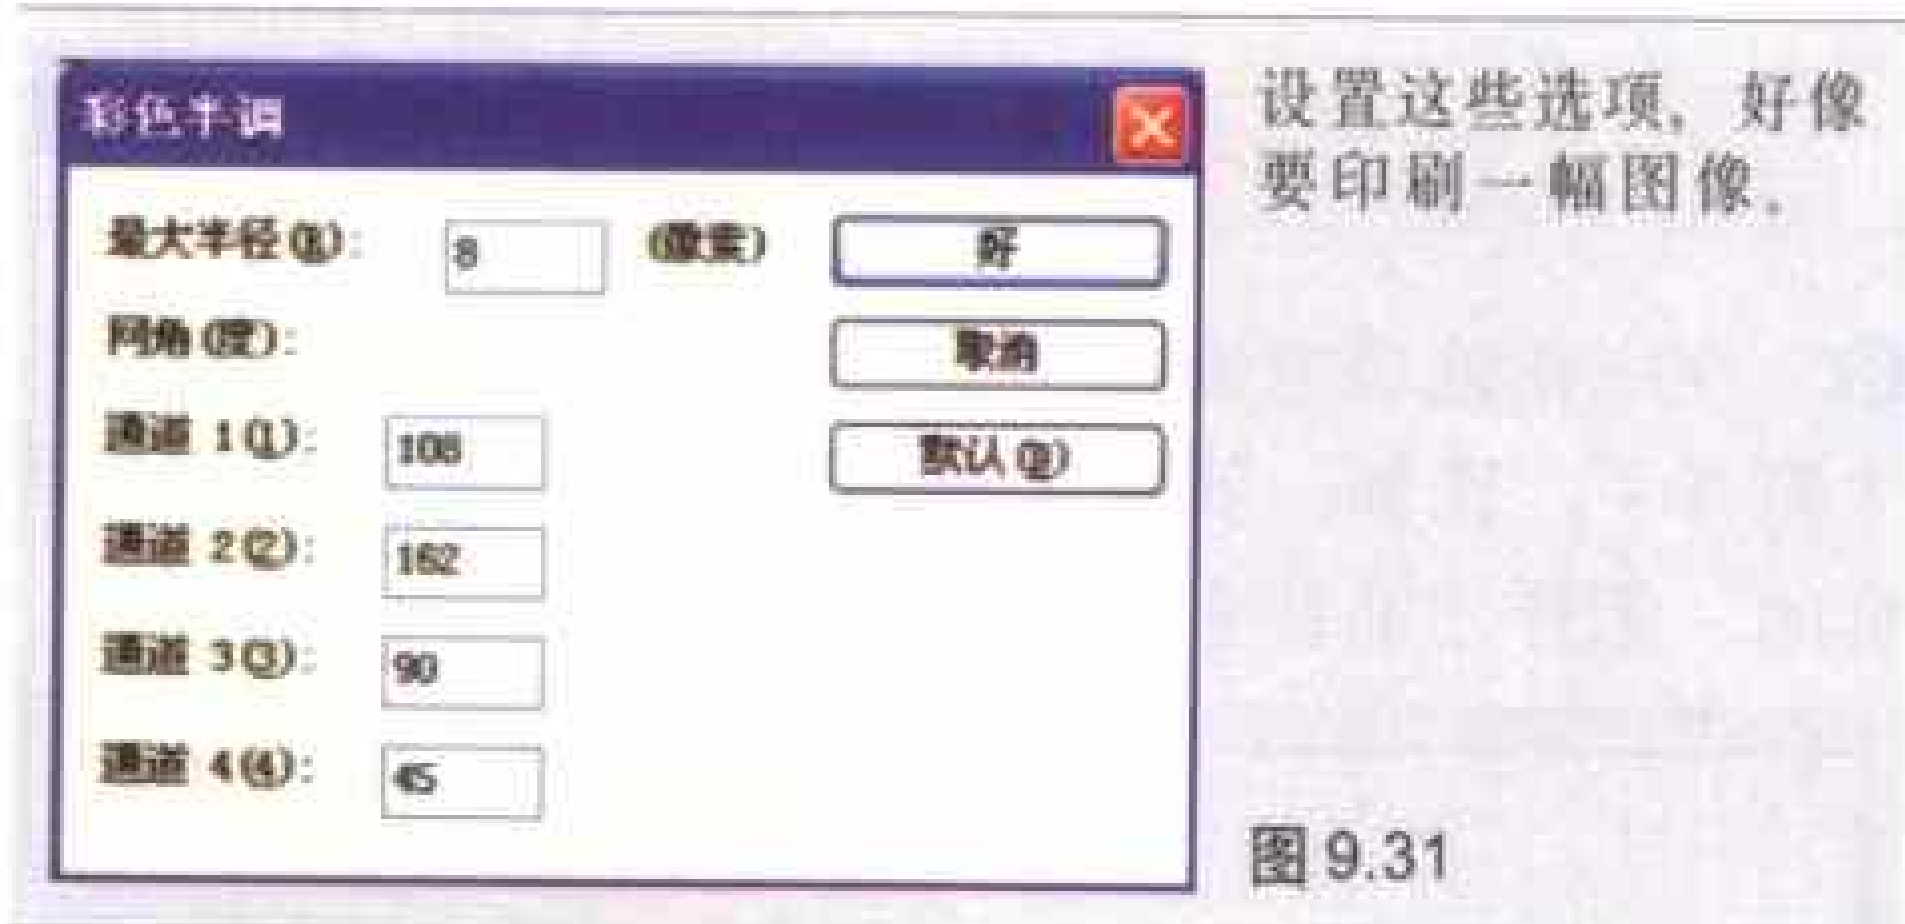 彩色半调
最大半径(R): 8 (像素) 好
网角(度): 取消
通道 1(1): 108 默认(D)
通道 2(2): 162
通道 3(3): 90
通道 4(4): 45
设置这些选项，好像
要印刷一幅图像。
图 9.31